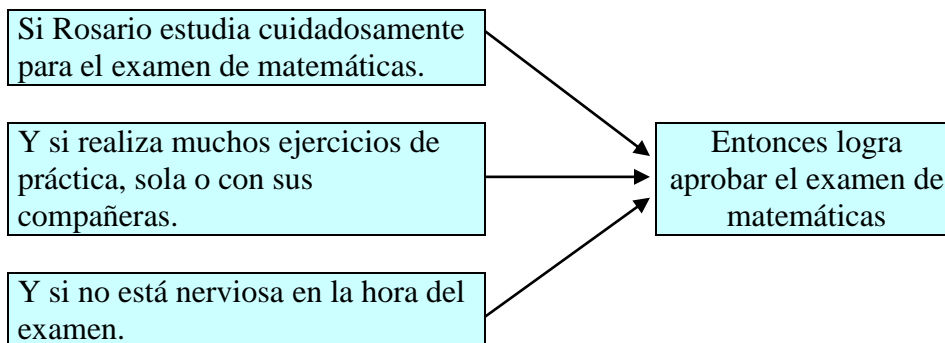 Si Rosario estudia cuidadosamente
para el examen de matemáticas.
Y si realiza muchos ejercicios de
práctica, sola o con sus
compañeras.
Entonces logra
aprobar el examen de
matemáticas
Y si no está nerviosa en la hora del
examen.